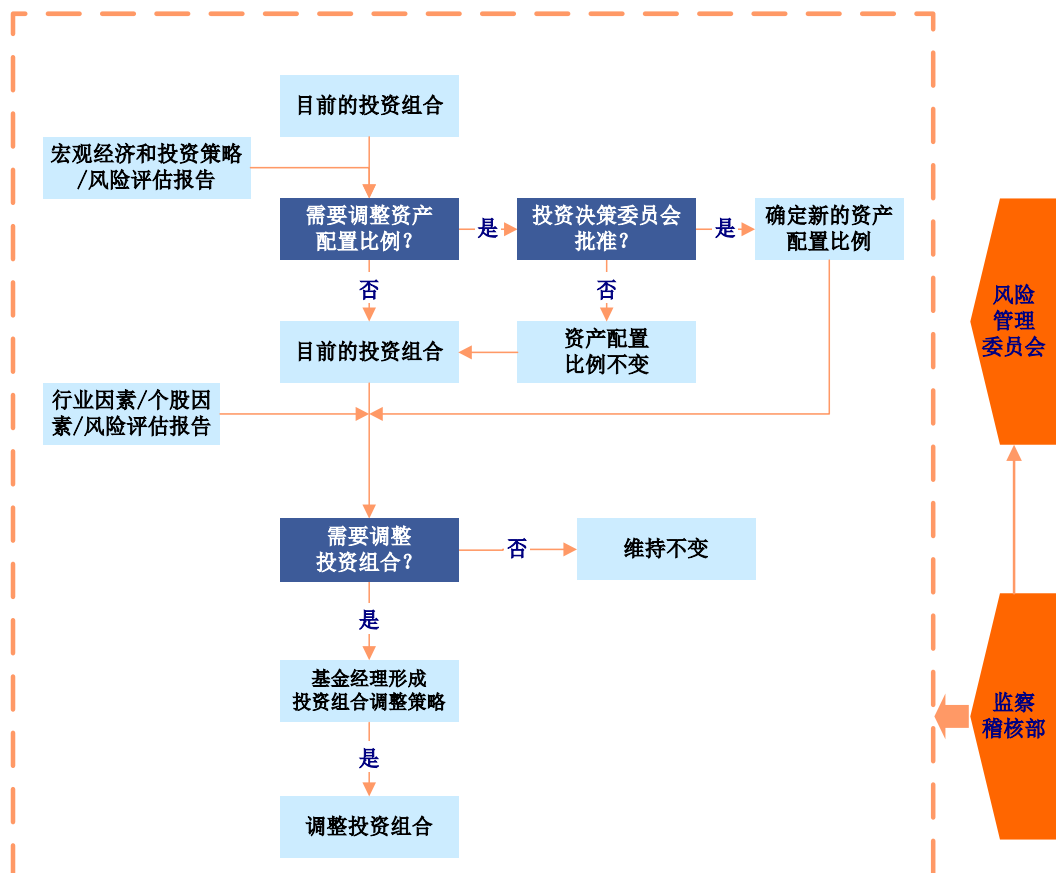 目前的投资组合
宏观经济和投资策略
/风险评估报告
需要调整资产
配置比例？
是
投资决策委员会
批准？
是
确定新的资产
配置比例
否
否
目前的投资组合
资产配置
比例不变
风险
管理
委员会
行业因素/个股因
素/风险评估报告
需要调整
投资组合？
否
维持不变
是
基金经理形成
投资组合调整策略
监察
稽核部
是
调整投资组合